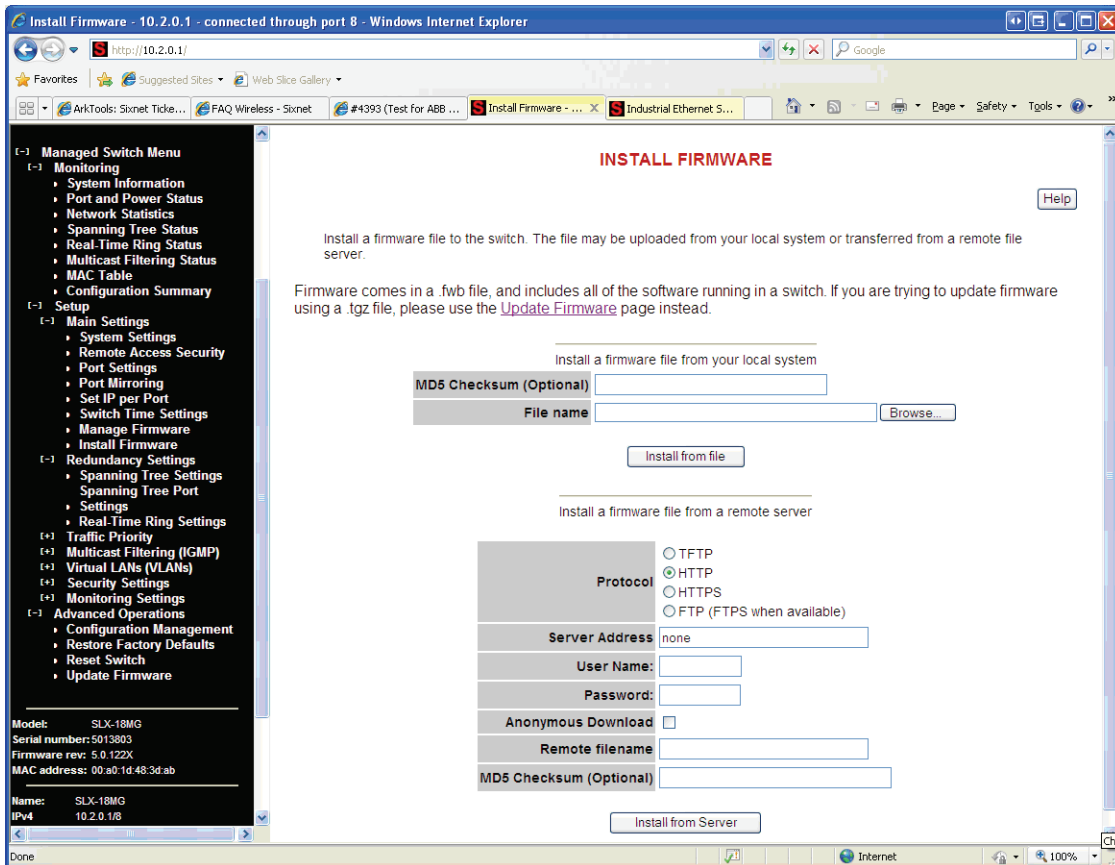 Install Firmware - 10.2.0.1 - connected through port 8 - Windows Internet Explorer
http://10.2.0.1/
Google
Favorites
Suggested Sites
Web Slice Gallery
ArkTools: Sixnet Ticke...
FAQ Wireless - Sixnet
#4393 (Test for ABB ...
Install Firmware - ...
Industrial Ethernet S...
Page
Safety
Tools
[-] Managed Switch Menu
[-] Monitoring
System Information
Port and Power Status
Network Statistics
Spanning Tree Status
Real-Time Ring Status
Multicast Filtering Status
MAC Table
Configuration Summary
[-] Setup
[-] Main Settings
System Settings
Remote Access Security
Port Settings
Port Mirroring
Set IP per Port
Switch Time Settings
Manage Firmware
Install Firmware
[-] Redundancy Settings
Spanning Tree Settings
Spanning Tree Port
Settings
Real-Time Ring Settings
[+] Traffic Priority
[+] Multicast Filtering (IGMP)
[+] Virtual LANs (VLANs)
[+] Security Settings
[+] Monitoring Settings
[-] Advanced Operations
Configuration Management
Restore Factory Defaults
Reset Switch
Update Firmware
Model: SLX-18MG
Serial number: 5013803
Firmware rev: 5.0.122X
MAC address: 00:a0:1d:48:3d:ab
Name: SLX-18MG
IPv4 10.2.0.1/8
INSTALL FIRMWARE
Help
Install a firmware file to the switch. The file may be uploaded from your local system or transferred from a remote file
server.
Firmware comes in a .fwb file, and includes all of the software running in a switch. If you are trying to update firmware
using a .tgz file, please use the Update Firmware page instead.
Install a firmware file from your local system
MD5 Checksum (Optional)
File name
Browse...
Install from file
Install a firmware file from a remote server
Protocol
TFTP
HTTP
HTTPS
FTP (FTPS when available)
Server Address none
User Name:
Password:
Anonymous Download
Remote filename
MD5 Checksum (Optional)
Install from Server
Ch
Done
Internet
100%